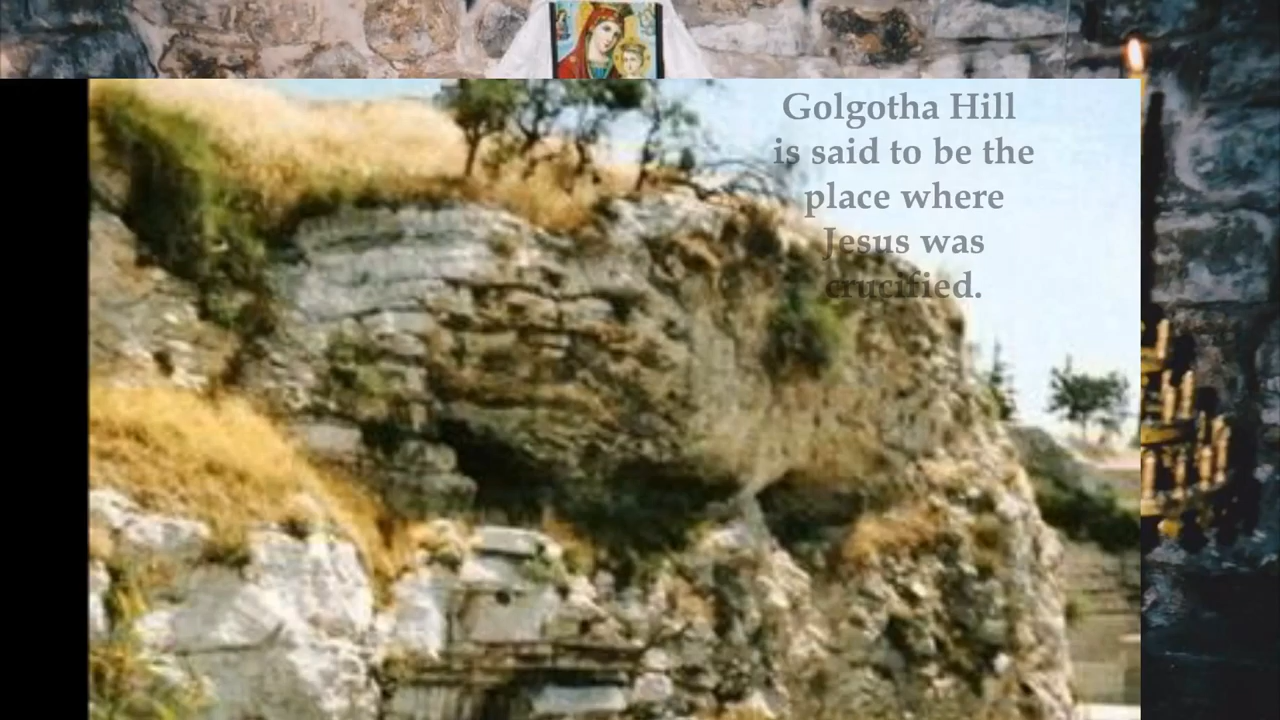 Golgotha Hill
is said to be the
place where
Jesus was
crucified.